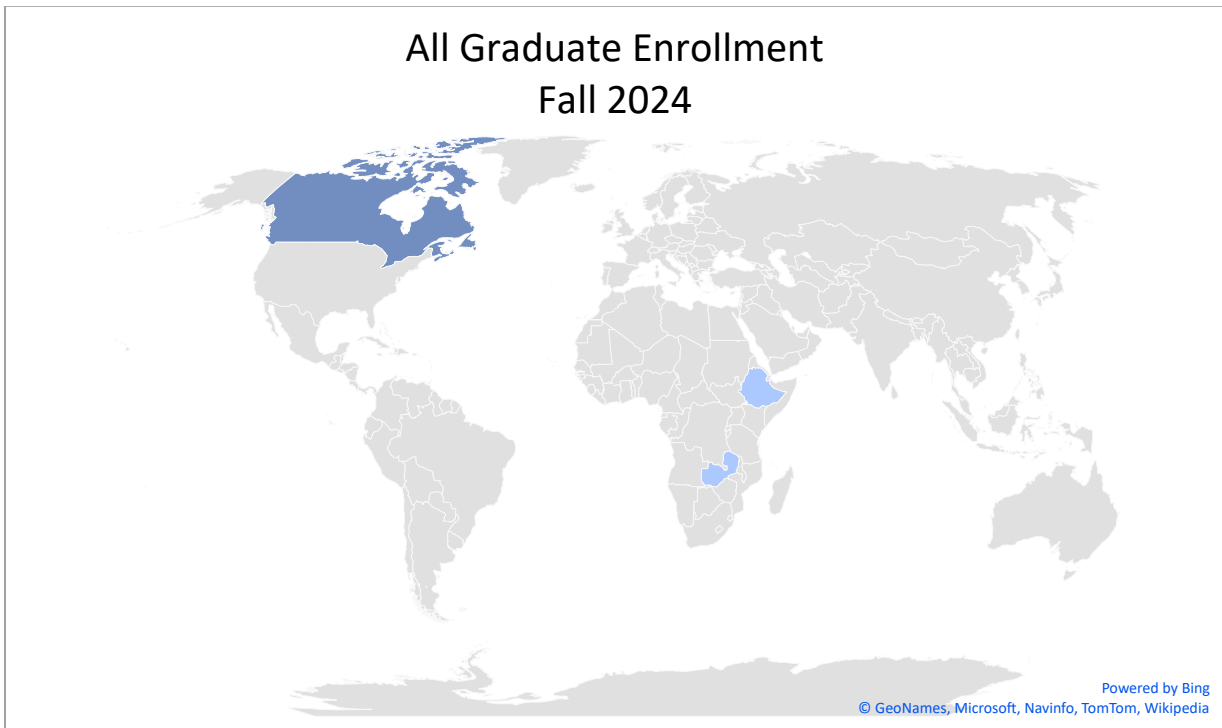 All Graduate Enrollment
Fall 2024
Powered by Bing
© GeoNames, Microsoft, Navinfo, TomTom, Wikipedia